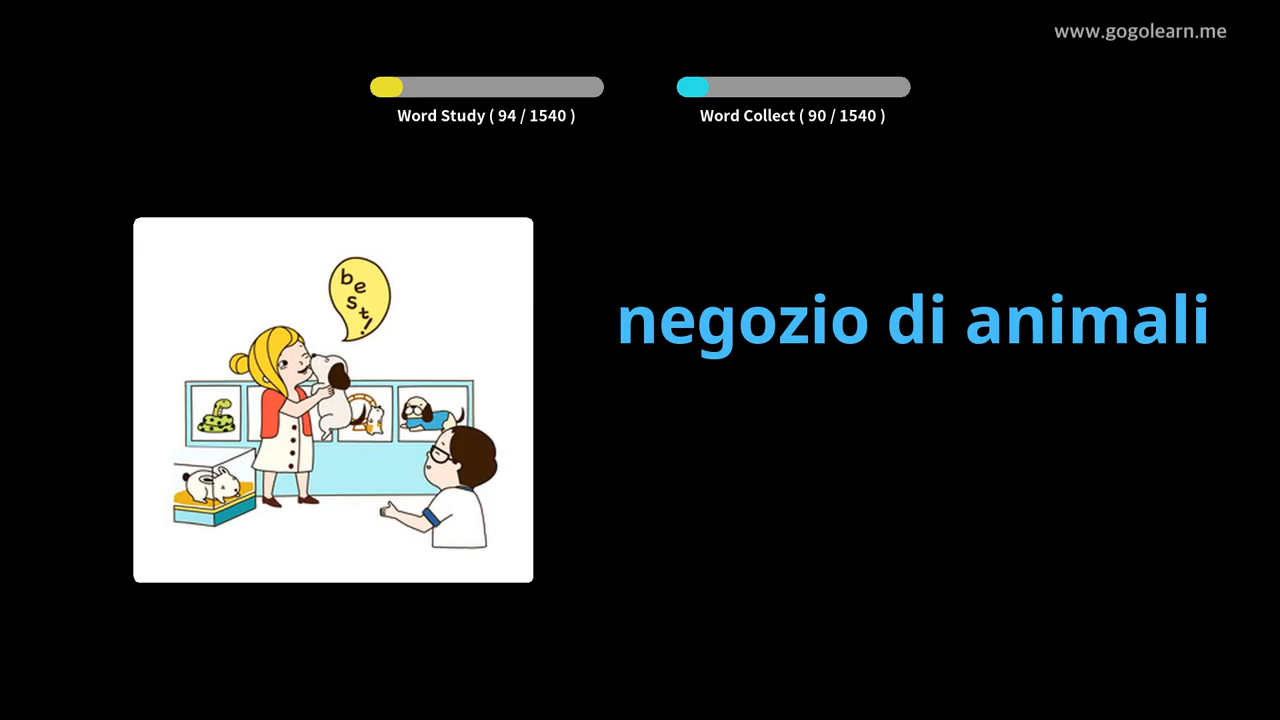 www.gogolearn.me
Word Study ( 94 / 1540 )
Word Collect ( 90 / 1540 )
best!
negozio di animali